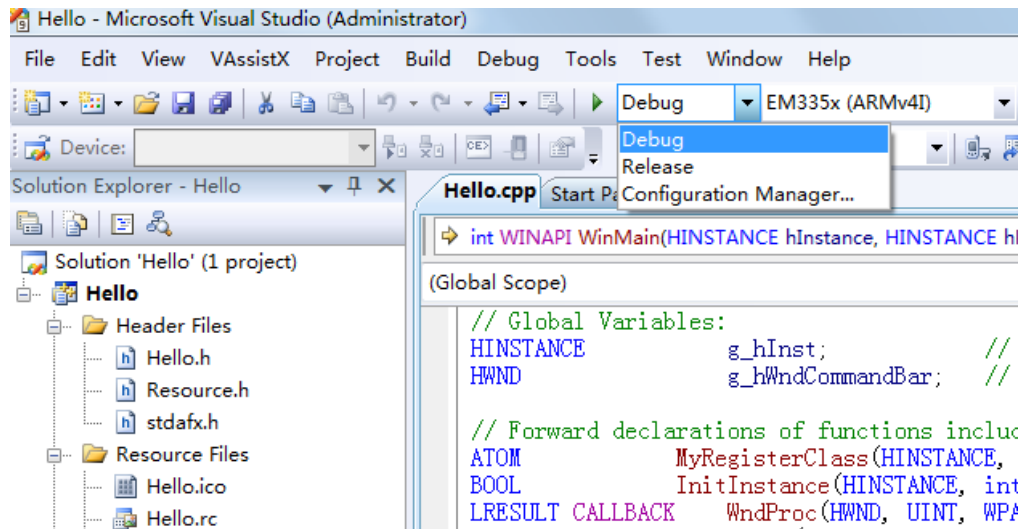 Hello - Microsoft Visual Studio (Administrator)
File Edit View VAssistX Project Build Debug Tools Test Window Help
Debug EM335x (ARMv4I)
Device:
Debug
Release
Configuration Manager...
Solution Explorer - Hello
Hello.cpp Start
int WINAPI WinMain(HINSTANCE hInstance, HINSTANCE
Solution 'Hello' (1 project)
(Global Scope)
Hello
Header Files
Hello.h
Resource.h
stdafx.h
Resource Files
Hello.ico
Hello.rc
// Global Variables:
HINSTANCE g_hInst; //
HWND g_hWndCommandBar; //
// Forward declarations of functions includ
ATOM MyRegisterClass(HINSTANCE,
BOOL InitInstance(HINSTANCE, int
LRESULT CALLBACK WndProc(HWND, UINT, WPA